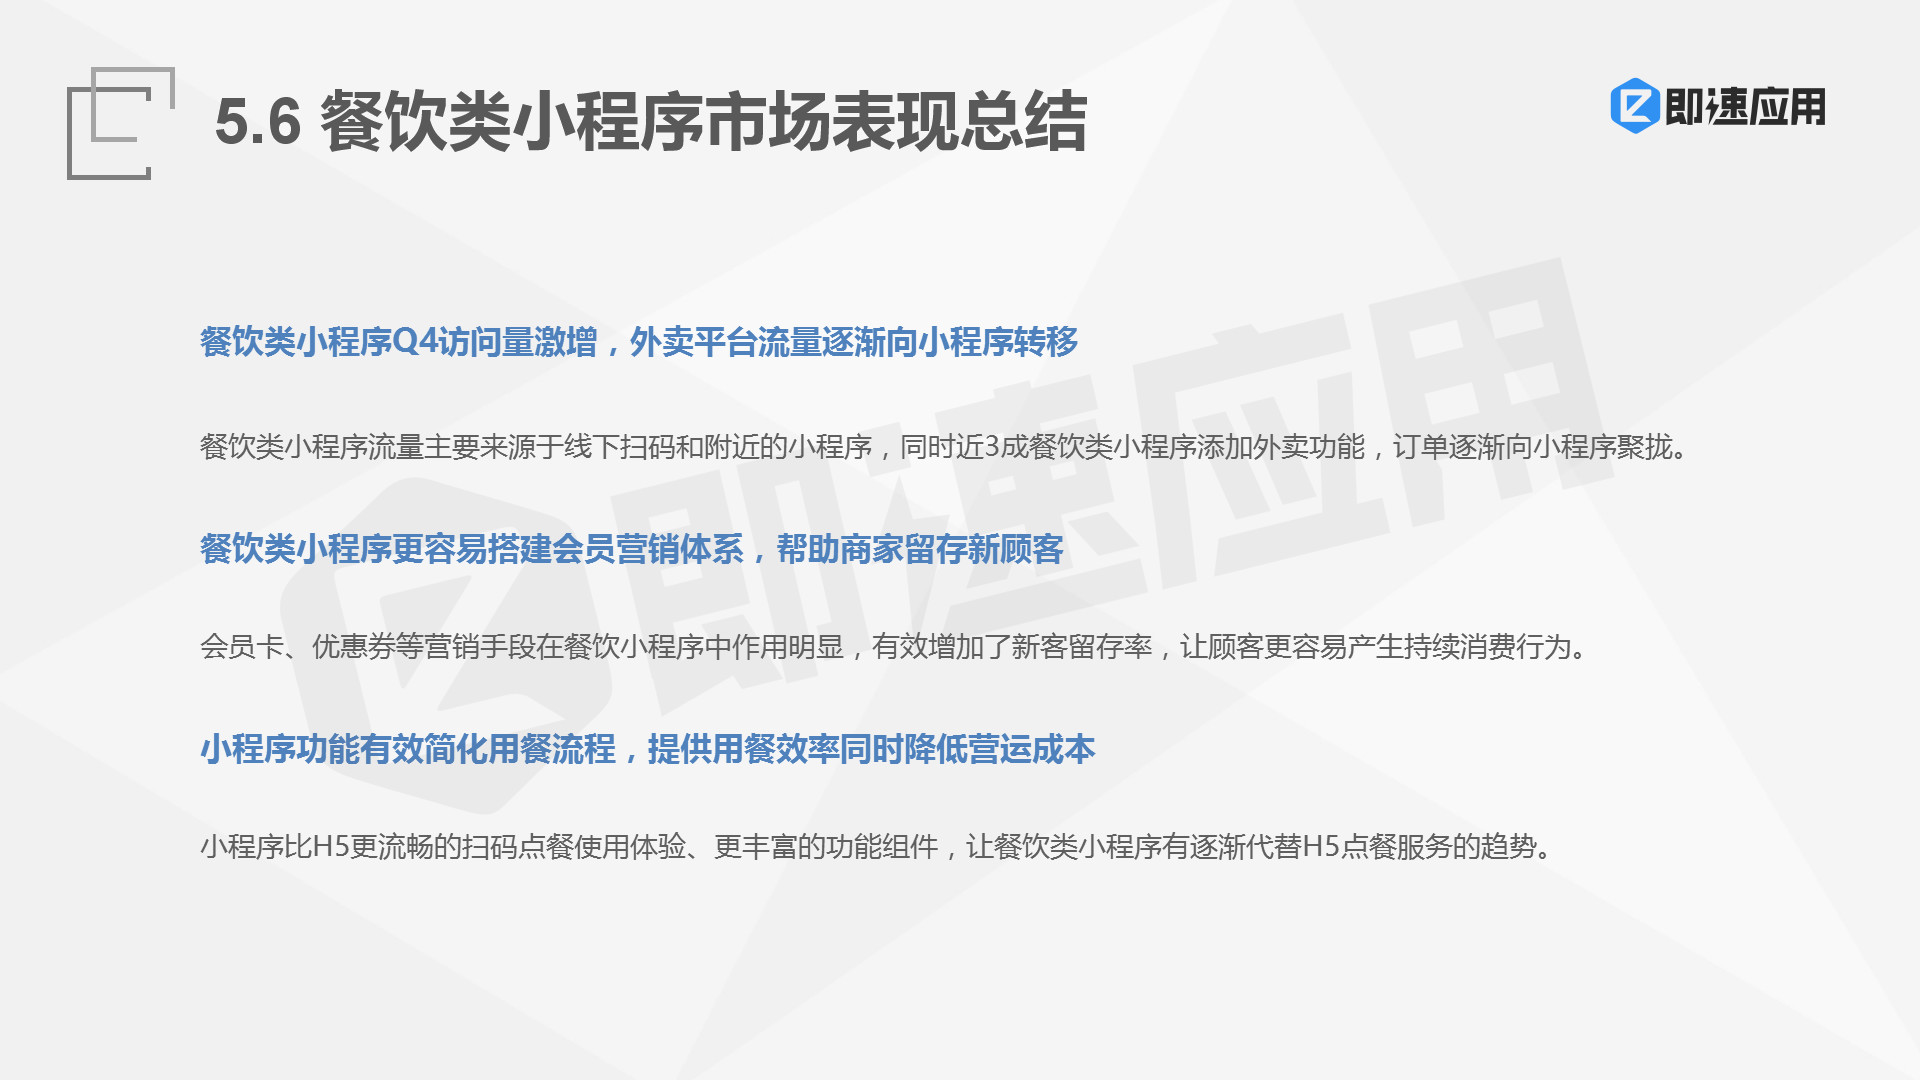 5.6 餐饮类小程序市场表现总结
即速应用
餐饮类小程序Q4访问量激增，外卖平台流量逐渐向小程序转移
餐饮类小程序流量主要来源于线下扫码和附近的小程序，同时近3成餐饮类小程序添加外卖功能，订单逐渐向小程序聚拢。
餐饮类小程序更容易搭建会员营销体系，帮助商家留存新顾客
会员卡、优惠券等营销手段在餐饮小程序中作用明显，有效增加了新客留存率，让顾客更容易产生持续消费行为。
小程序功能有效简化用餐流程，提供用餐效率同时降低营运成本
小程序比H5更流畅的扫码点餐使用体验、更丰富的功能组件，让餐饮类小程序有逐渐代替H5点餐服务的趋势。
即速应用